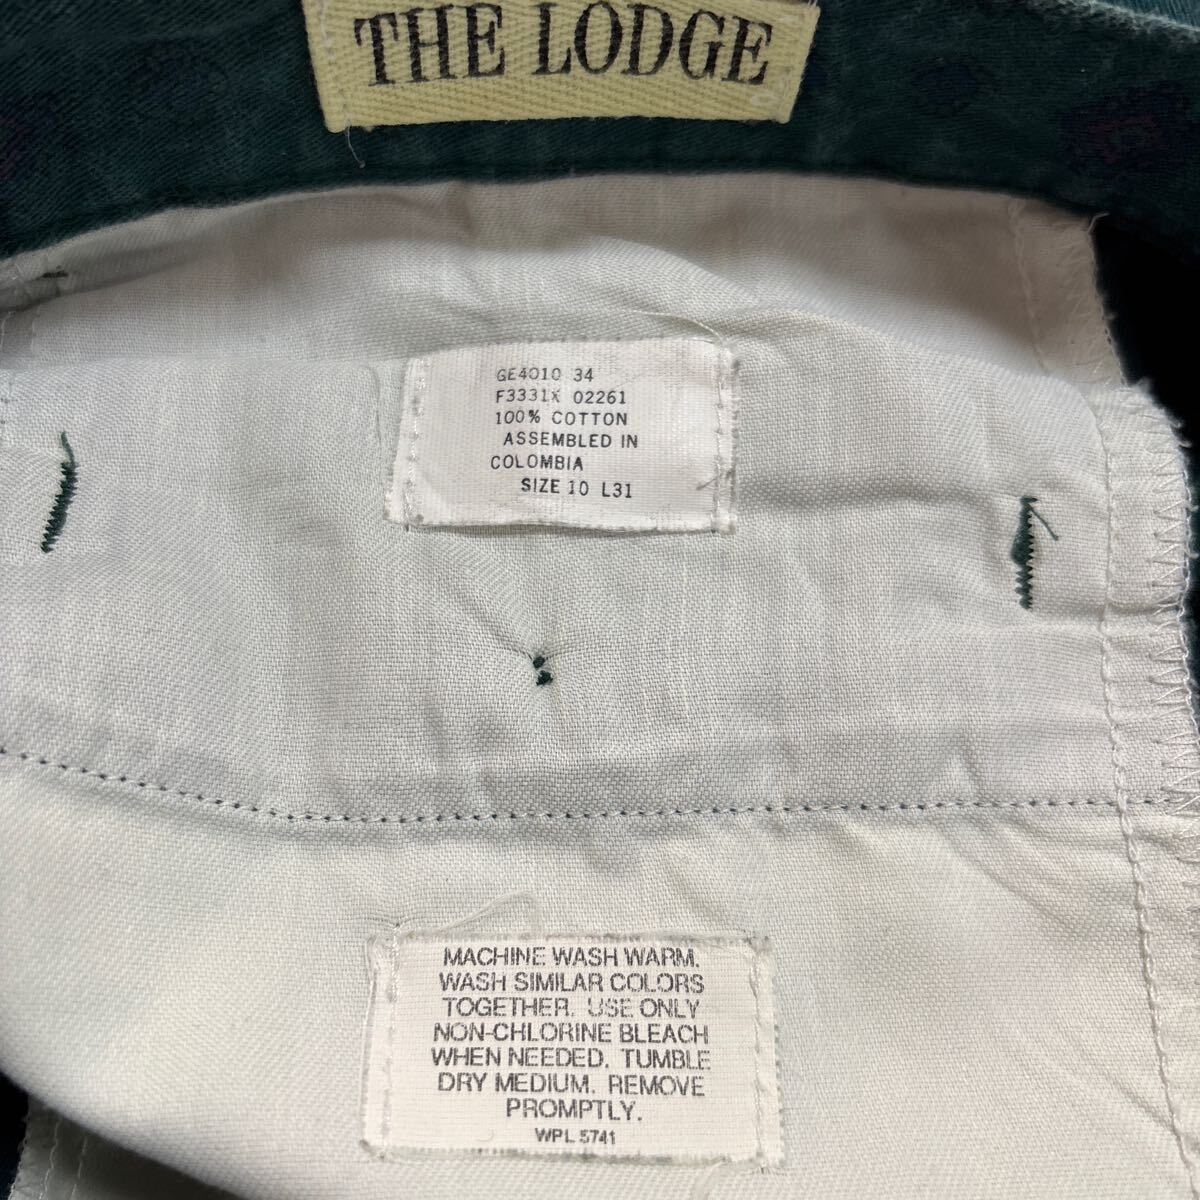 THE LODGE
GE4010 34
F3331X 02261
100% COTTON
ASSEMBLED IN
COLOMBIA
SIZE 10 L31
MACHINE WASH WARM.
WASH SIMILAR COLORS
TOGETHER. USE ONLY
NON-CHLORINE BLEACH
WHEN NEEDED. TUMBLE
DRY MEDIUM. REMOVE
PROMPTLY.
WPL 5741